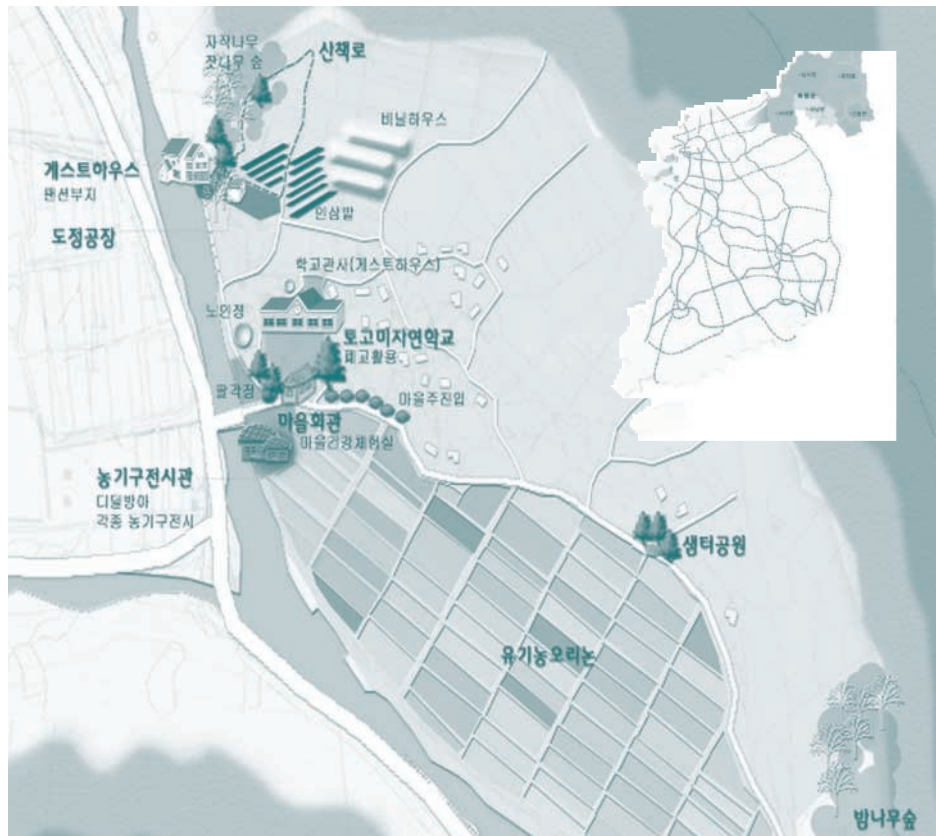 자작나무
잣나무 숲
산책로
비닐하우스
게스트하우스
팬션부지
인삼밭
도정공장
학교관사(게스트하우스)
노인정
토고미자연학교
폐교활용
팔각정
마을주진입
마을회관
마을건강체험실
농기구전시관
디딜방아
각종 농기구전시
샘터공원
유기농오리논
밤나무숲